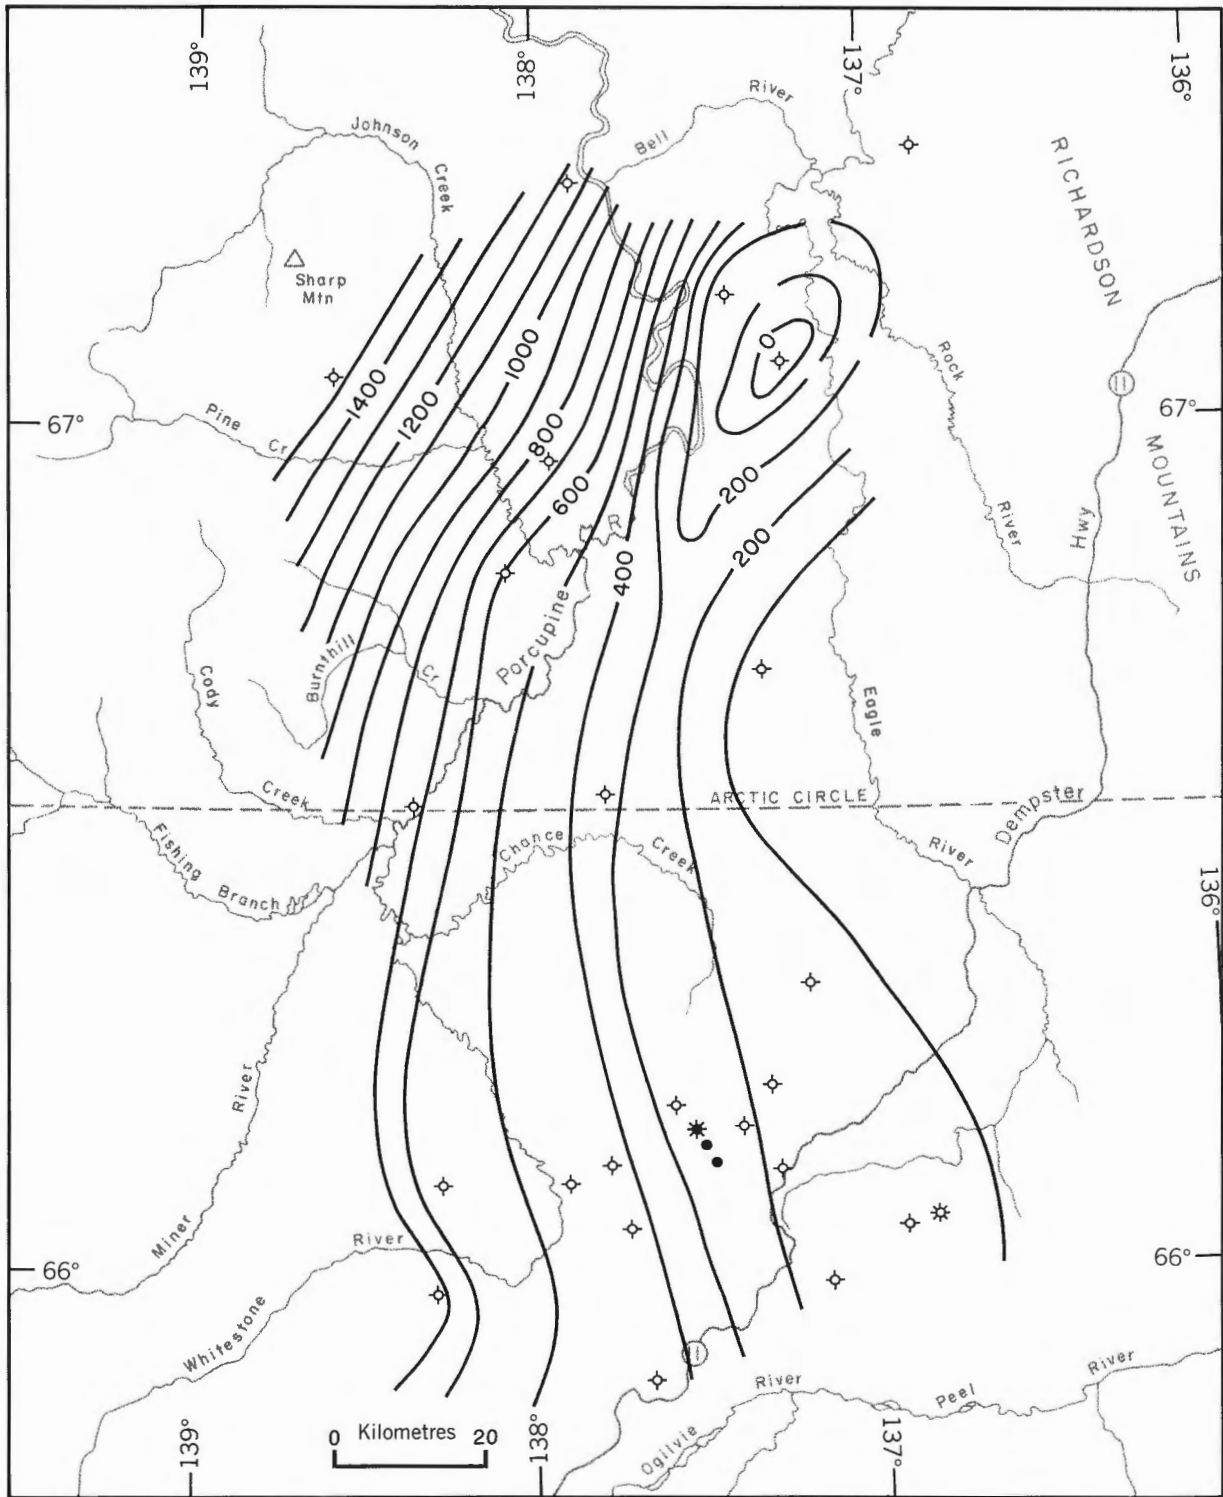 139°
138°
137°
136°
River
Bell
Johnson
Creek
RICHARDSON
Sharp
Mtn
0
1000
Rock
1400
1200
11
67°
67°
Pine
Cr
800
MOUNTAINS
600
200
Hwy
R
200
River
400
Porcupine
Burnthill
Cr.
Cody
Eagle
Creek
ARCTIC CIRCLE
Dempster
Fishing
Branch
Chance
Creek
River
136°
River
Miner
River
66°
66°
Whitestone
11
River
Peel
River
Ogilvie
0 Kilometres 20
139°
138°
137°